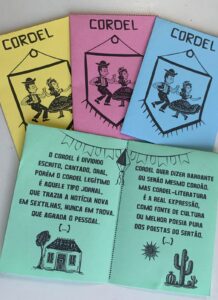 CORDEL
CORDEL
CORDEL
O CORDEL É DIVIDIDO
ESCRITO, CANTADO, ORAL,
PORÉM O CORDEL LEGÍTIMO
É AQUELE TIPO JORNAL,
QUE TRAZIA A NOTÍCIA NOVA
EM SEXTILHAS, NUNCA EM TROVA,
QUE AGRADA O PESSOAL.
(...)
CORDEL QUER DIZER BARBANTE
OU SENÃO MESMO CORDÃO,
MAS CORDEL-LITERATURA
É A REAL EXPRESSÃO,
COMO FONTE DE CULTURA
OU MELHOR POESIA PURA
DOS POETAS DO SERTÃO.
(...)